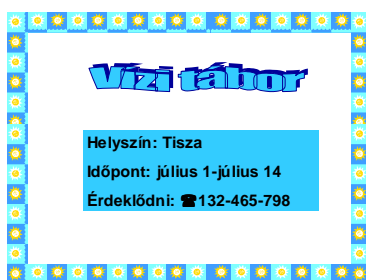 Vízi tábor
Helyszín: Tisza
Időpont: július 1-július 14
Érdeklődni: ☎132-465-798